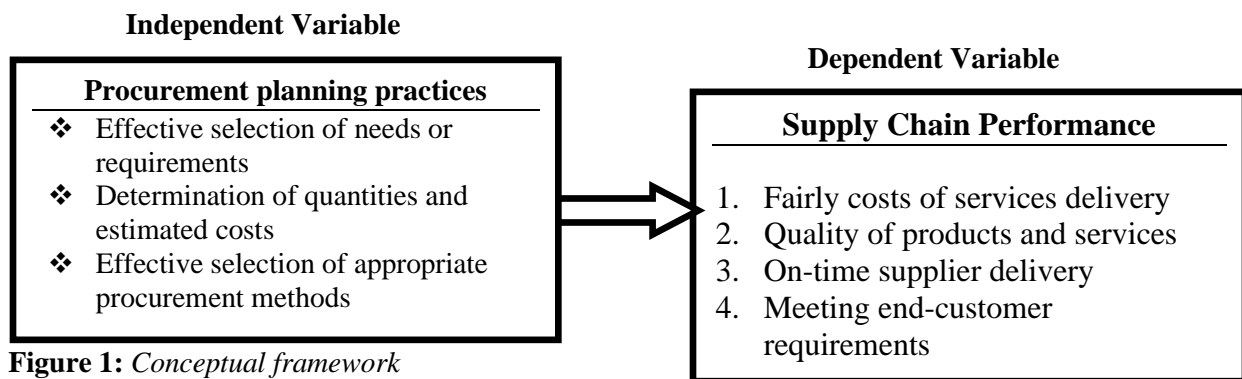 Independent Variable
Procurement planning practices
❖ Effective selection of needs or
requirements
❖ Determination of quantities and
estimated costs
❖ Effective selection of appropriate
procurement methods
Dependent Variable
Supply Chain Performance
1. Fairly costs of services delivery
2. Quality of products and services
3. On-time supplier delivery
4. Meeting end-customer
requirements
Figure 1: Conceptual framework